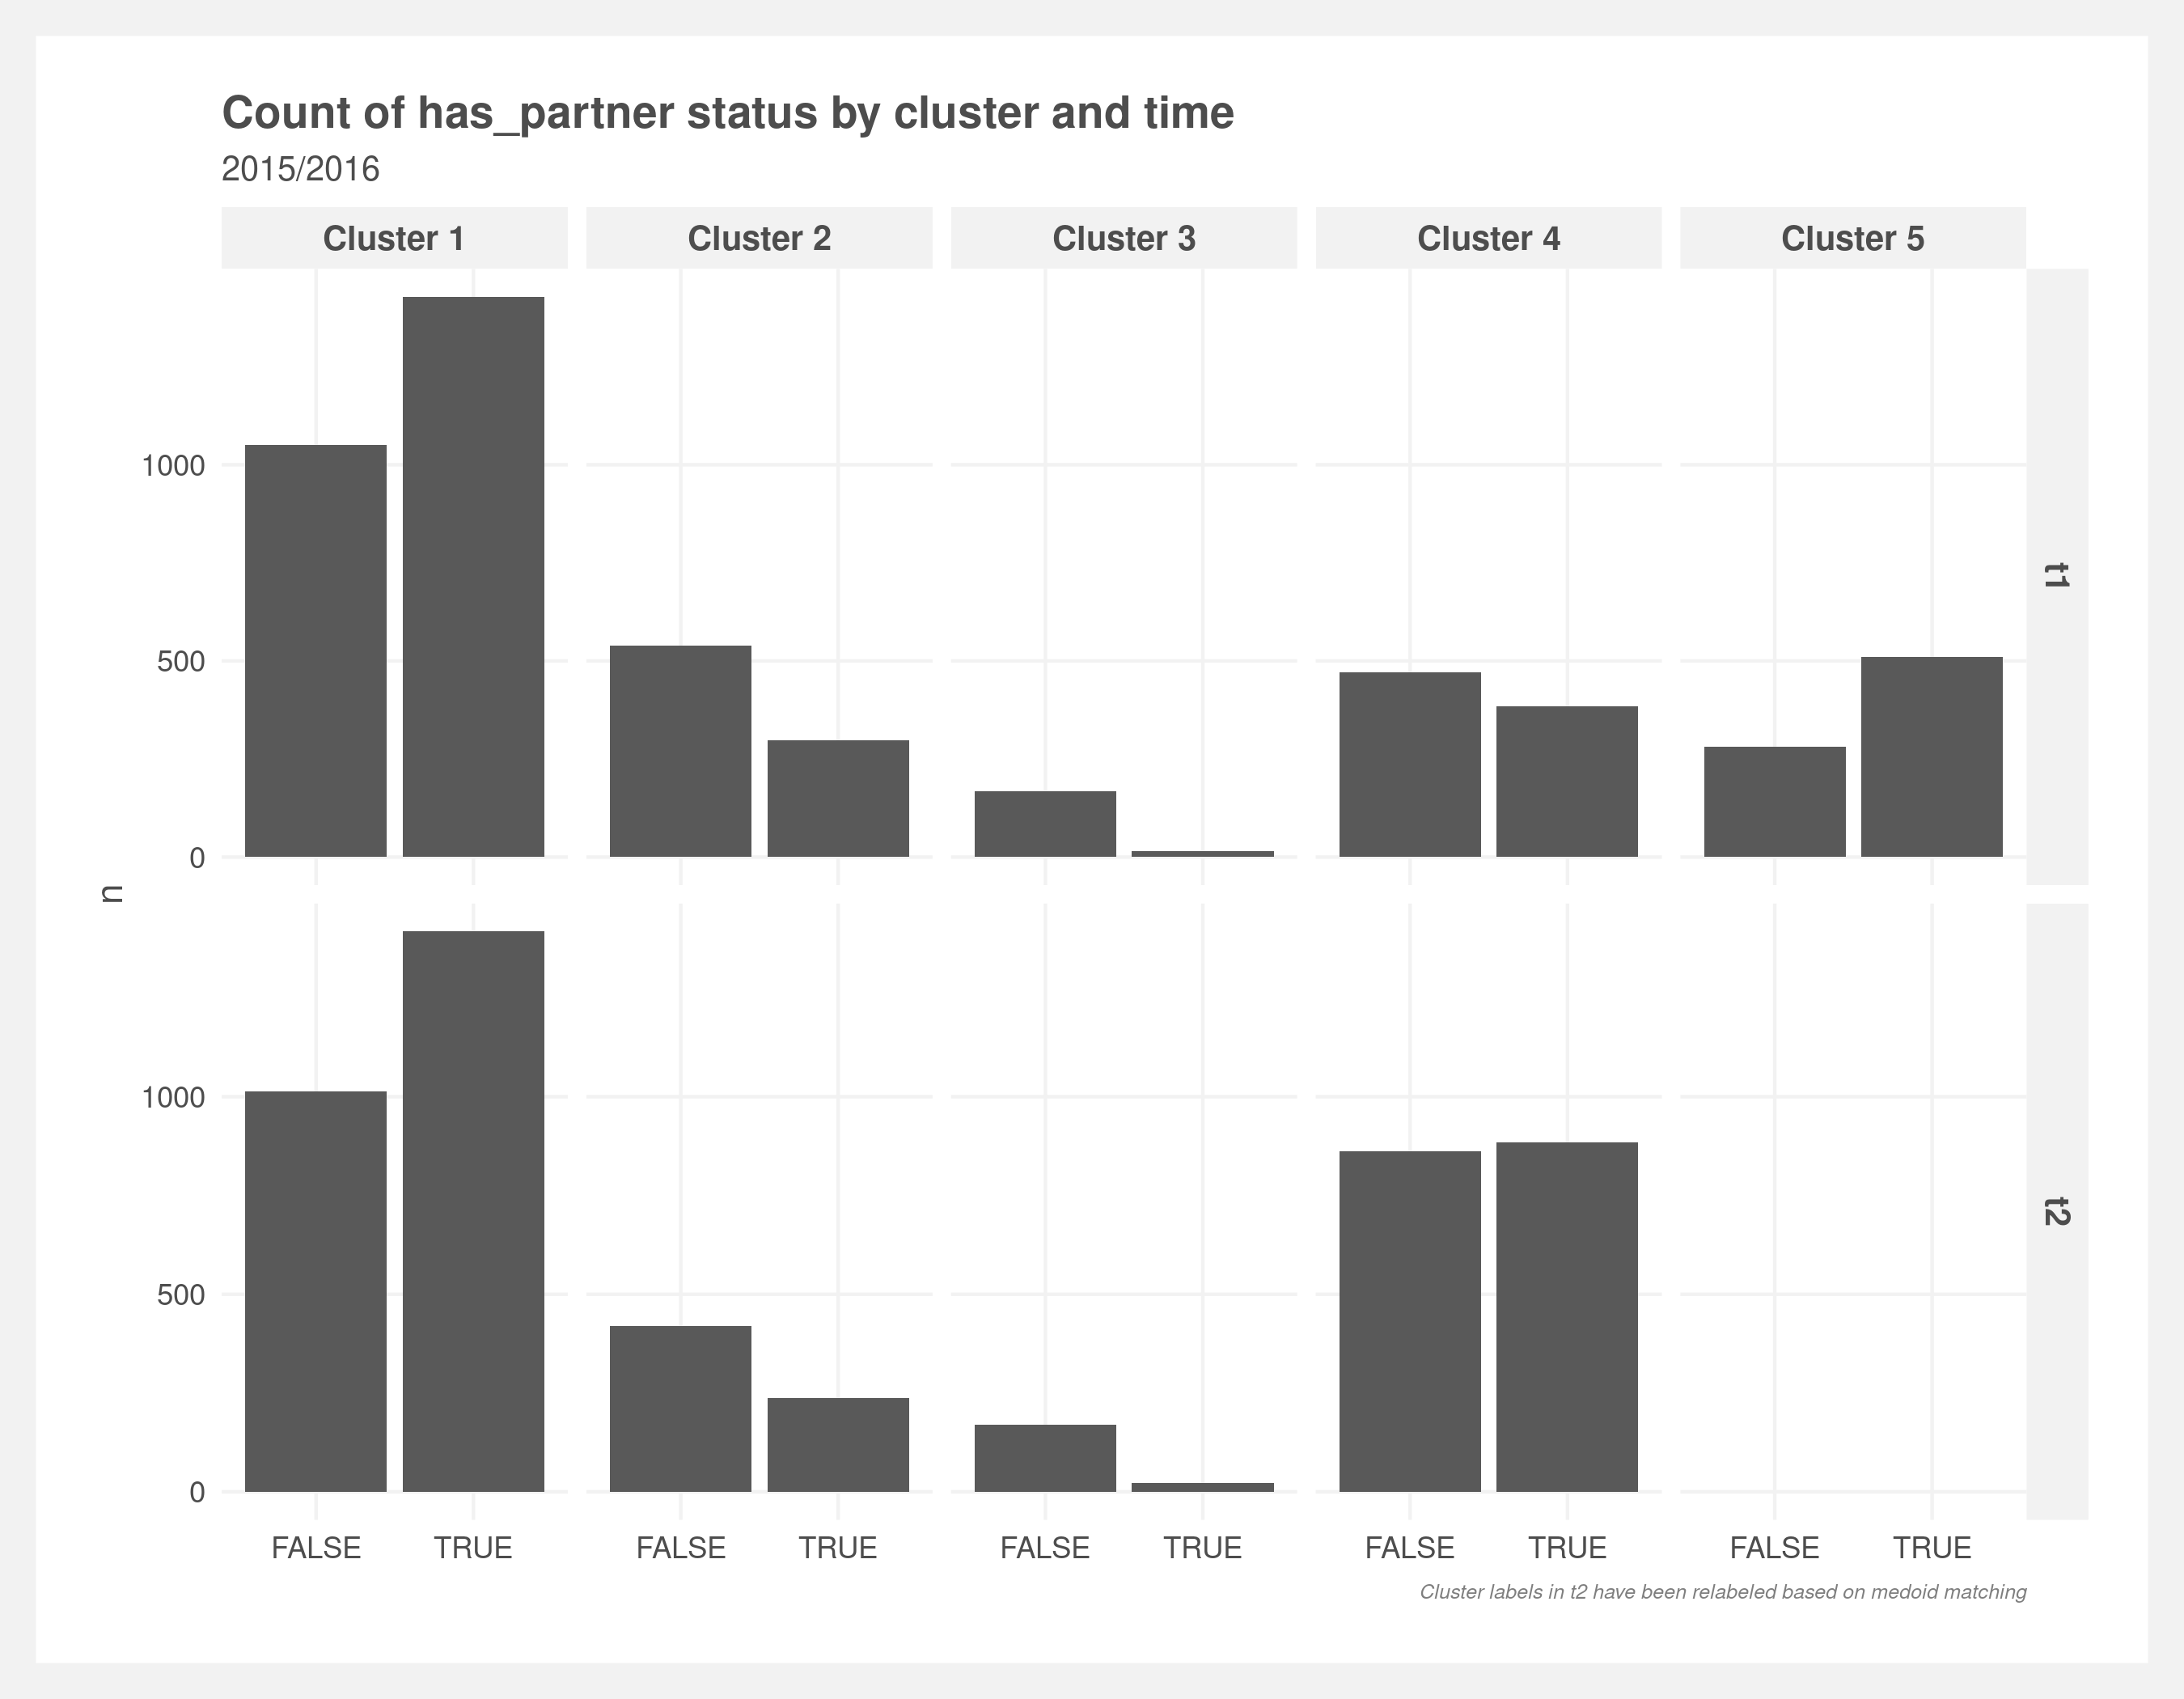 Count of has_partner status by cluster and time
2015/2016
Cluster 1 Cluster 2 Cluster 3 Cluster 4 Cluster 5
1000
500
0
t1
n
1000
500
0
t2
FALSE TRUE FALSE TRUE FALSE TRUE FALSE TRUE FALSE TRUE
Cluster labels in t2 have been relabeled based on medoid matching